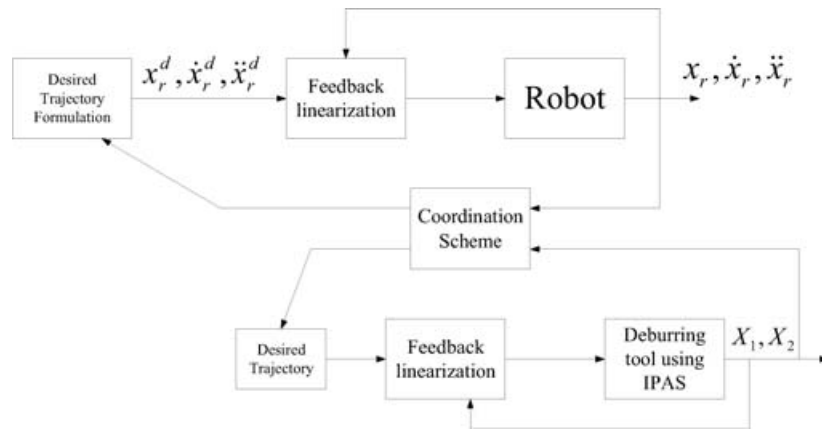 Desired
Trajectory
Formulation
x_r^d, ẋ_r^d, ẍ_r^d
Feedback
linearization
Robot
x_r, ẋ_r, ẍ_r
Coordination
Scheme
Desired
Trajectory
Feedback
linearization
Deburring
tool using
IPAS
X_1, X_2